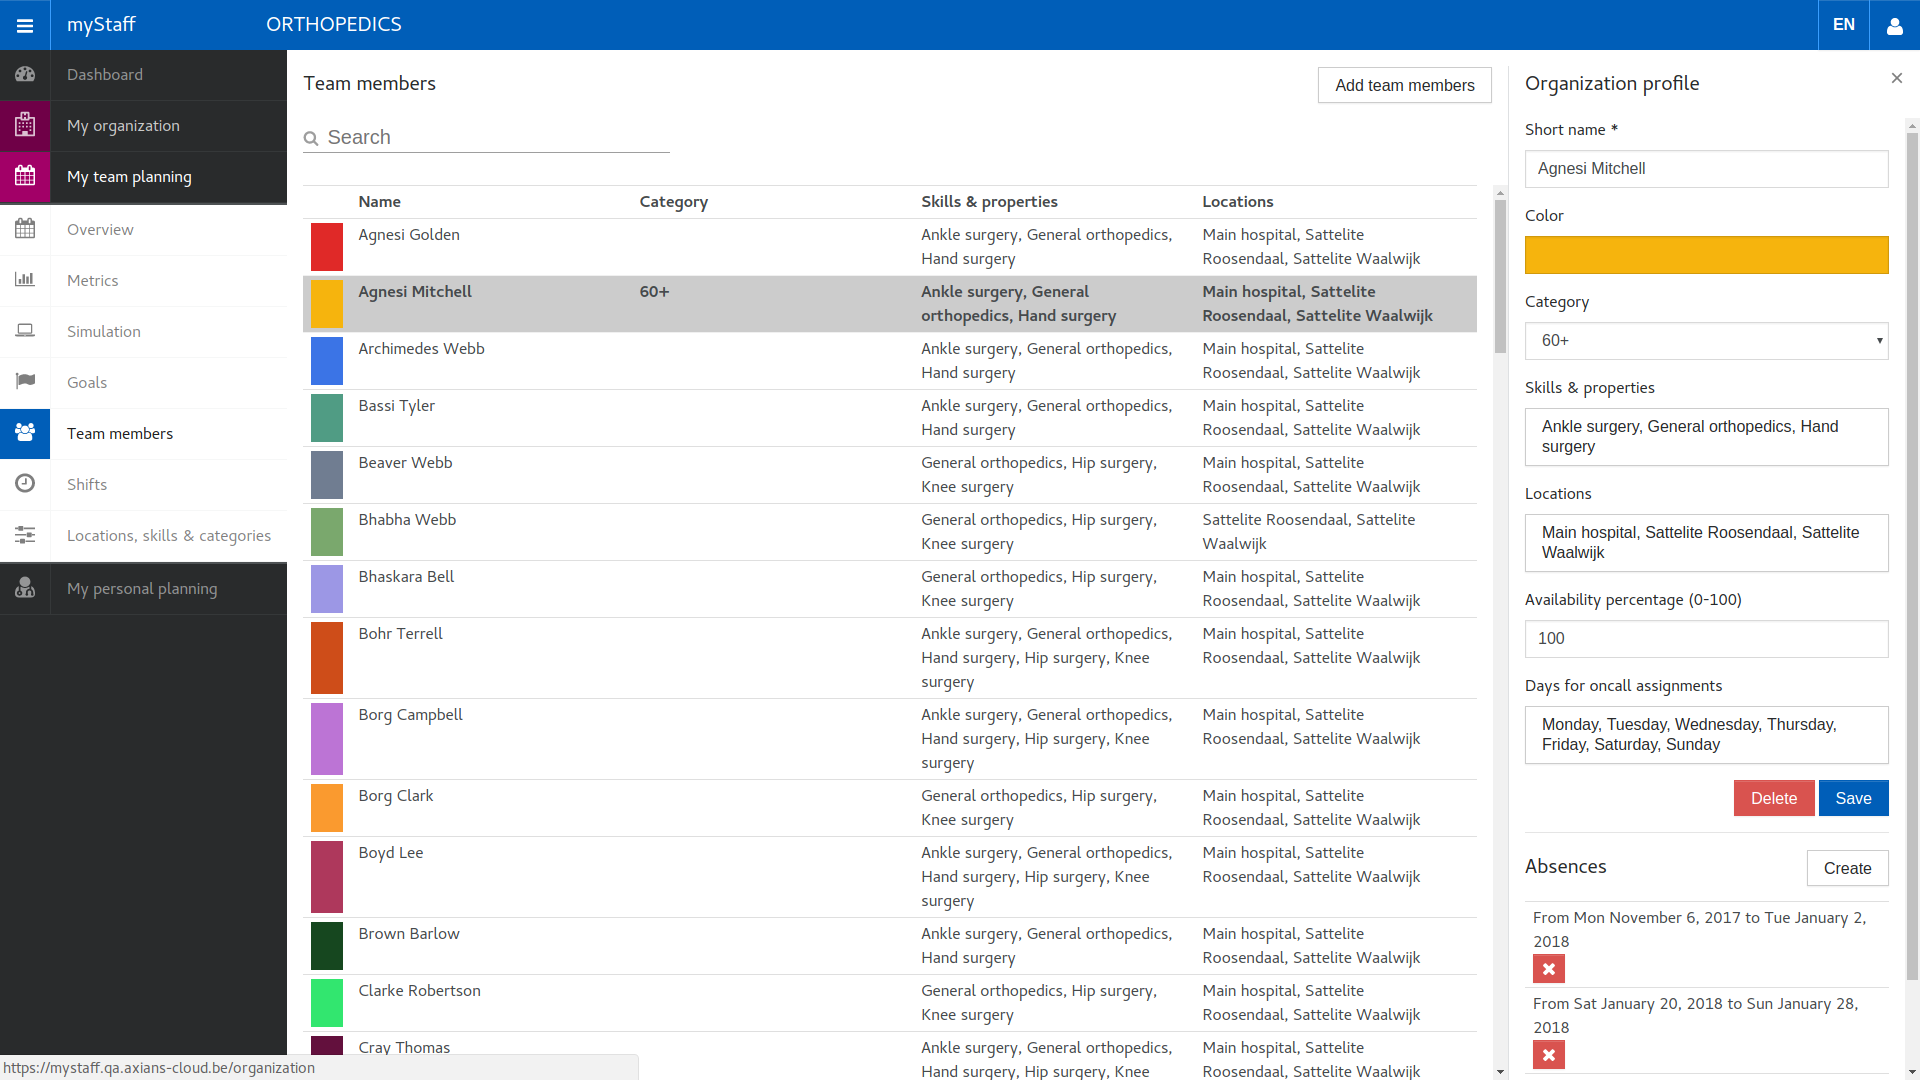 myStaff
ORTHOPEDICS
EN
Dashboard
My organization
My team planning
Overview
Metrics
Simulation
Goals
Team members
Shifts
Locations, skills & categories
My personal planning
Team members
Add team members
Search
Name Category Skills & properties Locations
Agnesi Golden Ankle surgery, General orthopedics, Main hospital, Sattelite
Hand surgery Roosendaal, Sattelite Waalwijk
Agnesi Mitchell 60+ Ankle surgery, General Main hospital, Sattelite
orthopedics, Hand surgery Roosendaal, Sattelite Waalwijk
Archimedes Webb Ankle surgery, General orthopedics, Main hospital, Sattelite
Hand surgery Roosendaal, Sattelite Waalwijk
Bassi Tyler Ankle surgery, General orthopedics, Main hospital, Sattelite
Hand surgery Roosendaal, Sattelite Waalwijk
Beaver Webb General orthopedics, Hip surgery, Main hospital, Sattelite
Knee surgery Roosendaal, Sattelite Waalwijk
Bhabha Webb General orthopedics, Hip surgery, Sattelite Roosendaal, Sattelite
Knee surgery Waalwijk
Bhaskara Bell General orthopedics, Hip surgery, Main hospital, Sattelite
Knee surgery Roosendaal, Sattelite Waalwijk
Bohr Terrell Ankle surgery, General orthopedics, Main hospital, Sattelite
Hand surgery, Hip surgery, Knee Roosendaal, Sattelite Waalwijk
surgery
Borg Campbell Ankle surgery, General orthopedics, Main hospital, Sattelite
Hand surgery, Hip surgery, Knee Roosendaal, Sattelite Waalwijk
surgery
Borg Clark General orthopedics, Hip surgery, Main hospital, Sattelite
Knee surgery Roosendaal, Sattelite Waalwijk
Boyd Lee Ankle surgery, General orthopedics, Main hospital, Sattelite
Hand surgery, Hip surgery, Knee Roosendaal, Sattelite Waalwijk
surgery
Brown Barlow Ankle surgery, General orthopedics, Main hospital, Sattelite
Hand surgery Roosendaal, Sattelite Waalwijk
Clarke Robertson General orthopedics, Hip surgery, Main hospital, Sattelite
Knee surgery Roosendaal, Sattelite Waalwijk
Cray Thomas Ankle surgery, General orthopedics, Main hospital, Sattelite
Hand surgery, Hip surgery, Knee Roosendaal, Sattelite Waalwijk
Organization profile
Short name *
Agnesi Mitchell
Color
Category
60+
Skills & properties
Ankle surgery, General orthopedics, Hand
surgery
Locations
Main hospital, Sattelite Roosendaal, Sattelite
Waalwijk
Availability percentage (0-100)
100
Days for oncall assignments
Monday, Tuesday, Wednesday, Thursday,
Friday, Saturday, Sunday
Delete Save
Absences Create
From Mon November 6, 2017 to Tue January 2,
2018
From Sat January 20, 2018 to Sun January 28,
2018
https://mystaff.qa.axians-cloud.be/organization